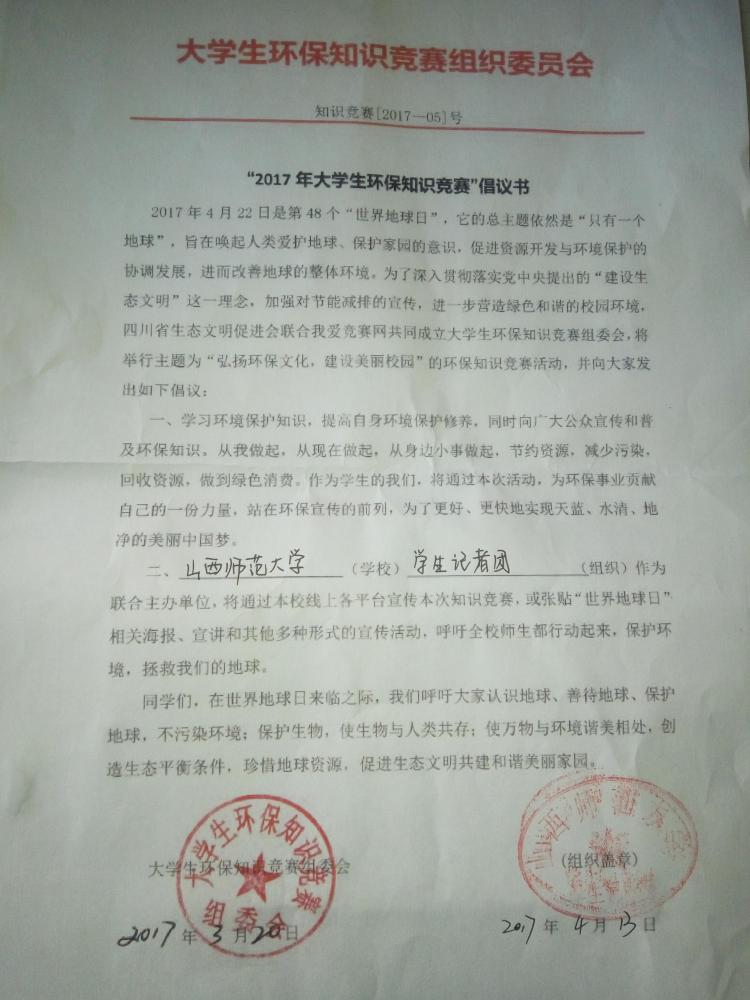 大学生环保知识竞赛组织委员会
知识竞赛[2017—05]号
“2017 年大学生环保知识竞赛”倡议书
2017 年 4 月 22 日是第 48 个“世界地球日”，它的总主题依然是“只有一个
地球”，旨在唤起人类爱护地球、保护家园的意识，促进资源开发与环境保护的
协调发展，进而改善地球的整体环境。为了深入贯彻落实党中央提出的“建设生
态文明”这一理念，加强对节能减排的宣传，进一步营造绿色和谐的校园环境，
四川省生态文明促进会联合我爱竞赛网共同成立大学生环保知识竞赛组委会，将
举行主题为“弘扬环保文化，建设美丽校园”的环保知识竞赛活动，并向大家发
出如下倡议：
一、学习环境保护知识，提高自身环境保护修养，同时向广大公众宣传和普
及环保知识。从我做起，从现在做起，从身边小事做起，节约资源，减少污染，
回收资源，做到绿色消费。作为学生的我们，将通过本次活动，为环保事业贡献
自己的一份力量，站在环保宣传的前列，为了更好、更快地实现天蓝、水清、地
净的美丽中国梦。
二、山西师范大学（学校）学生记者团（组织）作为
联合主办单位，将通过本校线上各平台宣传本次知识竞赛，或张贴“世界地球日”
相关海报、宣讲和其他多种形式的宣传活动，呼吁全校师生都行动起来，保护环
境，拯救我们的地球。
同学们，在世界地球日来临之际，我们呼吁大家认识地球、善待地球、保护
地球，不污染环境；保护生物，使生物与人类共存；使万物与环境谐美相处，创
造生态平衡条件，珍惜地球资源，促进生态文明共建和谐美丽家园。
大学生环保知识竞赛
组委会
山西师范大学
大学生环保知识竞赛组委会
（组织盖章）
2017 年 3 月 20 日
2017 年 4 月 13 日